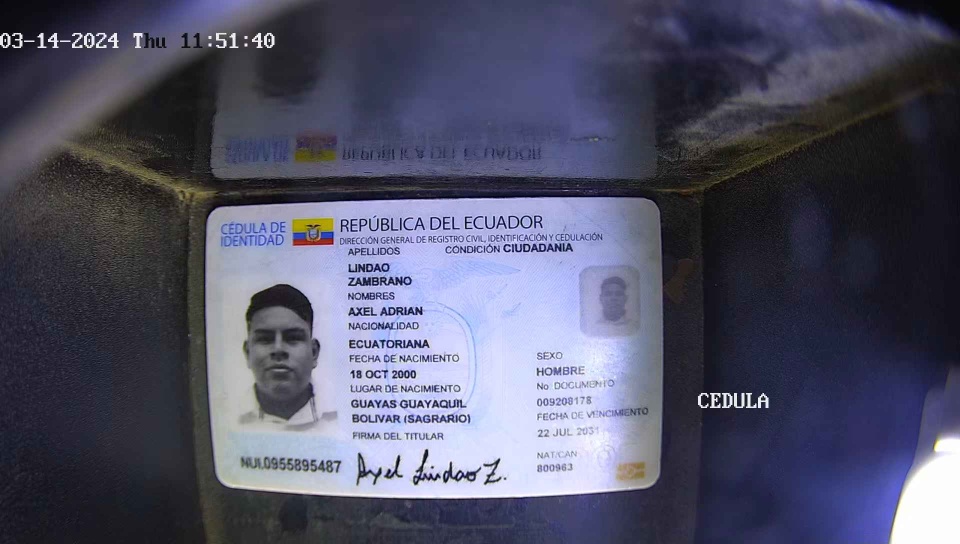 03-14-2024 Thu 11:51:40
CÉDULA DE
IDENTIDAD
REPÚBLICA DEL ECUADOR
DIRECCIÓN GENERAL DE REGISTRO CIVIL, IDENTIFICACIÓN Y CEDULACIÓN
APELLIDOS
CONDICIÓN CIUDADANIA
LINDAO
ZAMBRANO
NOMBRES
AXEL ADRIAN
NACIONALIDAD
ECUATORIANA
FECHA DE NACIMIENTO
18 OCT 2000
LUGAR DE NACIMIENTO
GUAYAS GUAYAQUIL
BOLIVAR (SAGRARIO)
FIRMA DEL TITULAR
SEXO
HOMBRE
No. DOCUMENTO
009208178
FECHA DE VENCIMIENTO
22 JUL 2031
NAT/CAN
800963
NUI.0955895487
Axel Lindao Z.
CEDULA